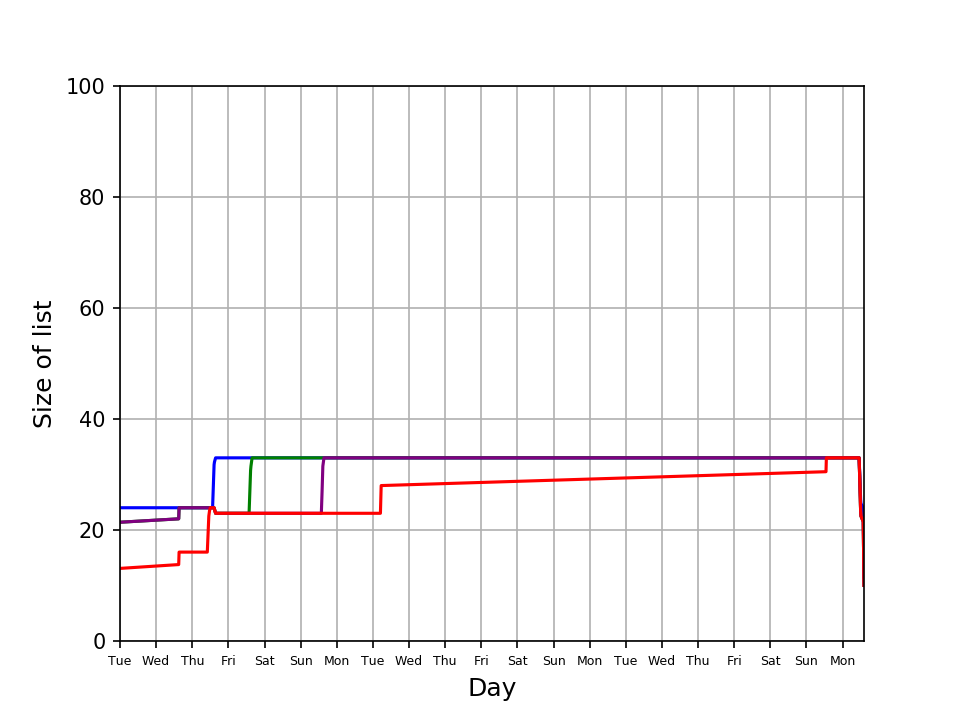 100
80
60
40
20
0
Size of list
Tue Wed Thu Fri Sat Sun Mon Tue Wed Thu Fri Sat Sun Mon Tue Wed Thu Fri Sat Sun Mon
Day